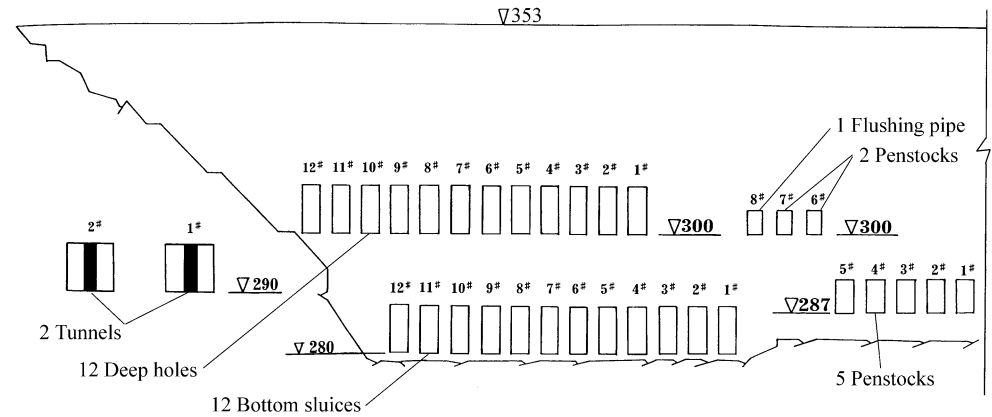 ▽353
1 Flushing pipe
2 Penstocks
12# 11# 10# 9# 8# 7# 6# 5# 4# 3# 2# 1#
8# 7# 6#
▽300
▽300
2# 1#
▽290
5# 4# 3# 2# 1#
12# 11# 10# 9# 8# 7# 6# 5# 4# 3# 2# 1#
▽287
2 Tunnels
▽280
12 Deep holes
5 Penstocks
12 Bottom sluices